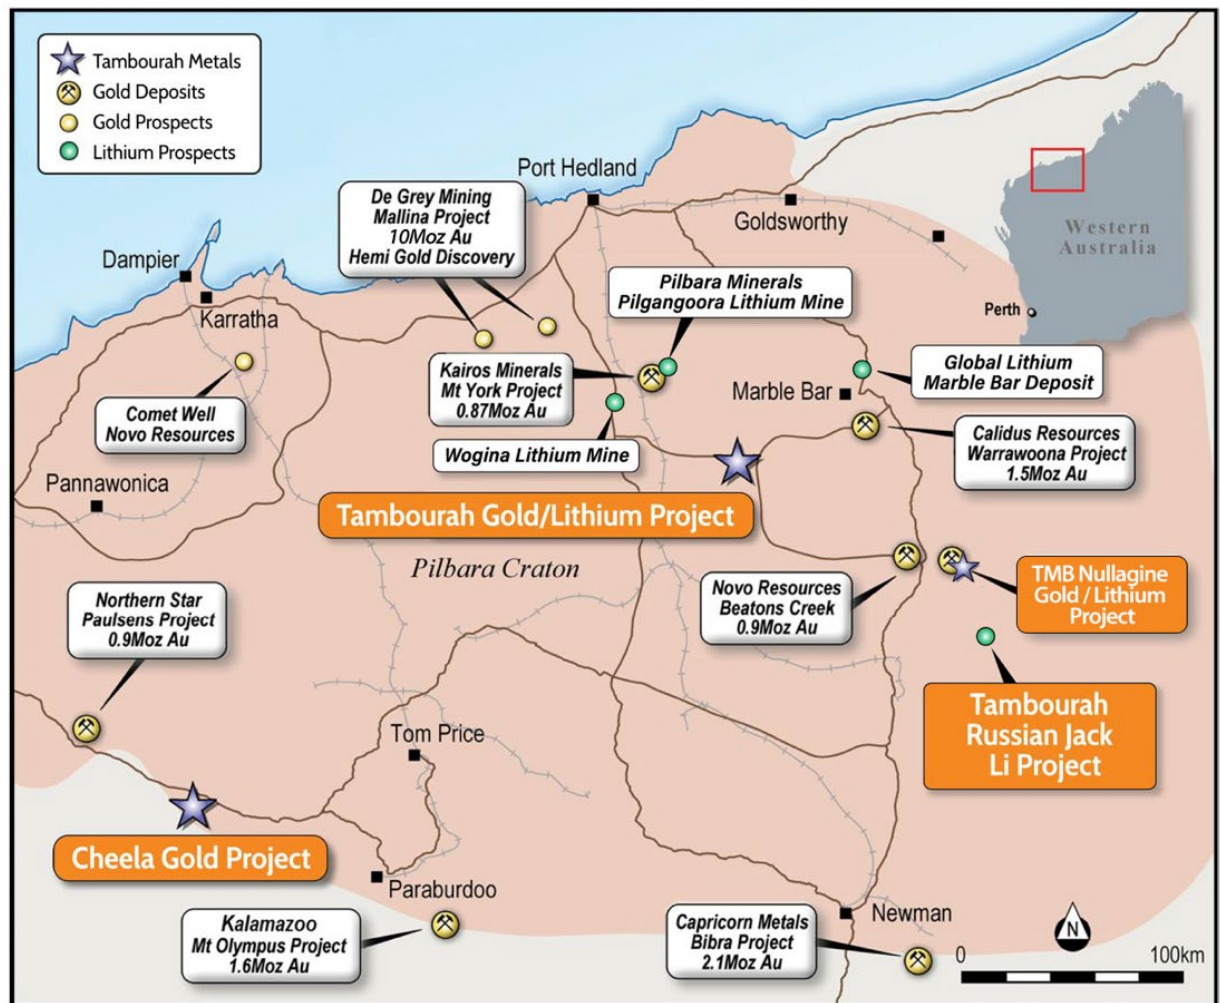 Tambourah Metals
Gold Deposits
Gold Prospects
Lithium Prospects
Port Hedland
De Grey Mining
Mallina Project
10Moz Au
Hemi Gold Discovery
Goldsworthy
Western
Australia
Perth
Dampier
Karratha
Pilbara Minerals
Pilgangoora Lithium Mine
Kairos Minerals
Mt York Project
0.87Moz Au
Marble Bar
Global Lithium
Marble Bar Deposit
Comet Well
Novo Resources
Wogina Lithium Mine
Calidus Resources
Warrawoona Project
1.5Moz Au
Pannawonica
Tambourah Gold/Lithium Project
Pilbara Craton
Northern Star
Paulsens Project
0.9Moz Au
Novo Resources
Beatons Creek
0.9Moz Au
TMB Nullagine
Gold / Lithium
Project
Tambourah
Russian Jack
Li Project
Tom Price
Cheela Gold Project
Paraburdoo
Kalamazoo
Mt Olympus Project
1.6Moz Au
Capricorn Metals
Bibra Project
2.1Moz Au
Newman
N
0 100km